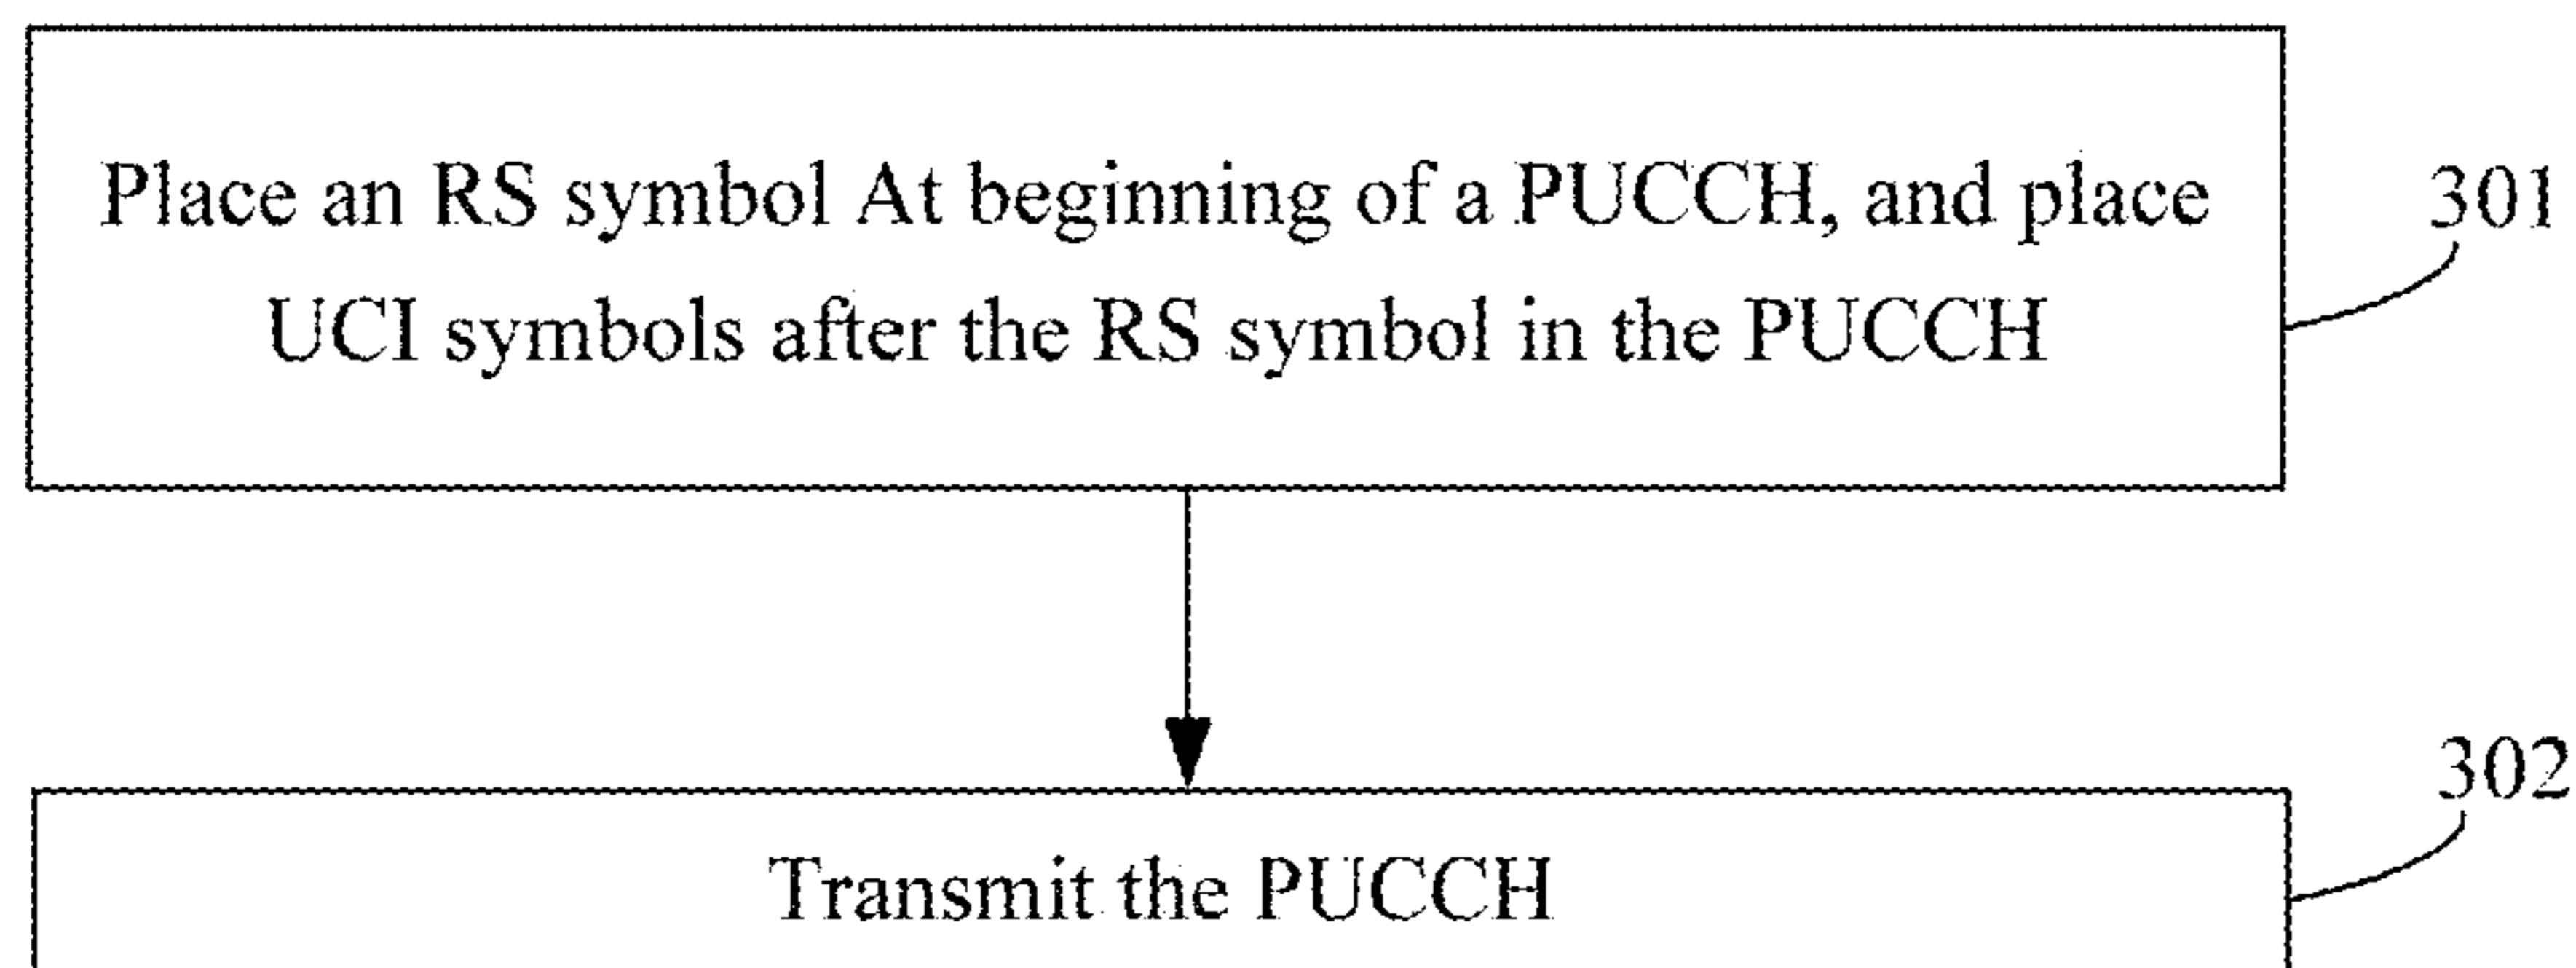 Place an RS symbol At beginning of a PUCCH, and place
301
UCI symbols after the RS symbol in the PUCCH
302
Transmit the PUCCH